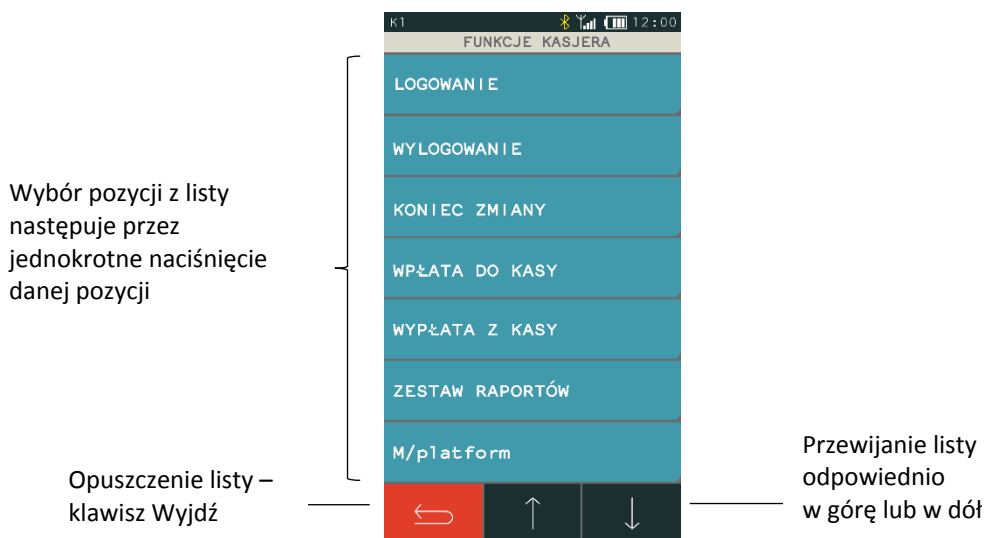 K1 12:00
FUNKCJE KASJERA
LOGOWANIE
WYLOGOWANIE
KONIEC ZMIANY
WPŁATA DO KASY
WYPŁATA Z KASY
ZESTAW RAPORTÓW
M/platform
Wybór pozycji z listy
następuje przez
jednokrotne naciśnięcie
danej pozycji
Opuszczenie listy –
klawisz Wyjdź
Przewijanie listy
odpowiednio
w górę lub w dół